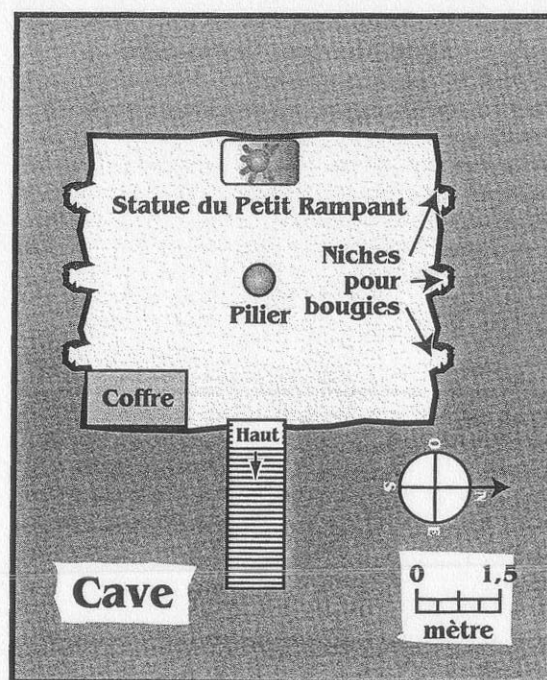 Statue du Petit Rampant
Niches
pour
bougies
Pilier
Coffre
Haut
O
S
N
E
Cave
0 1,5
mètre